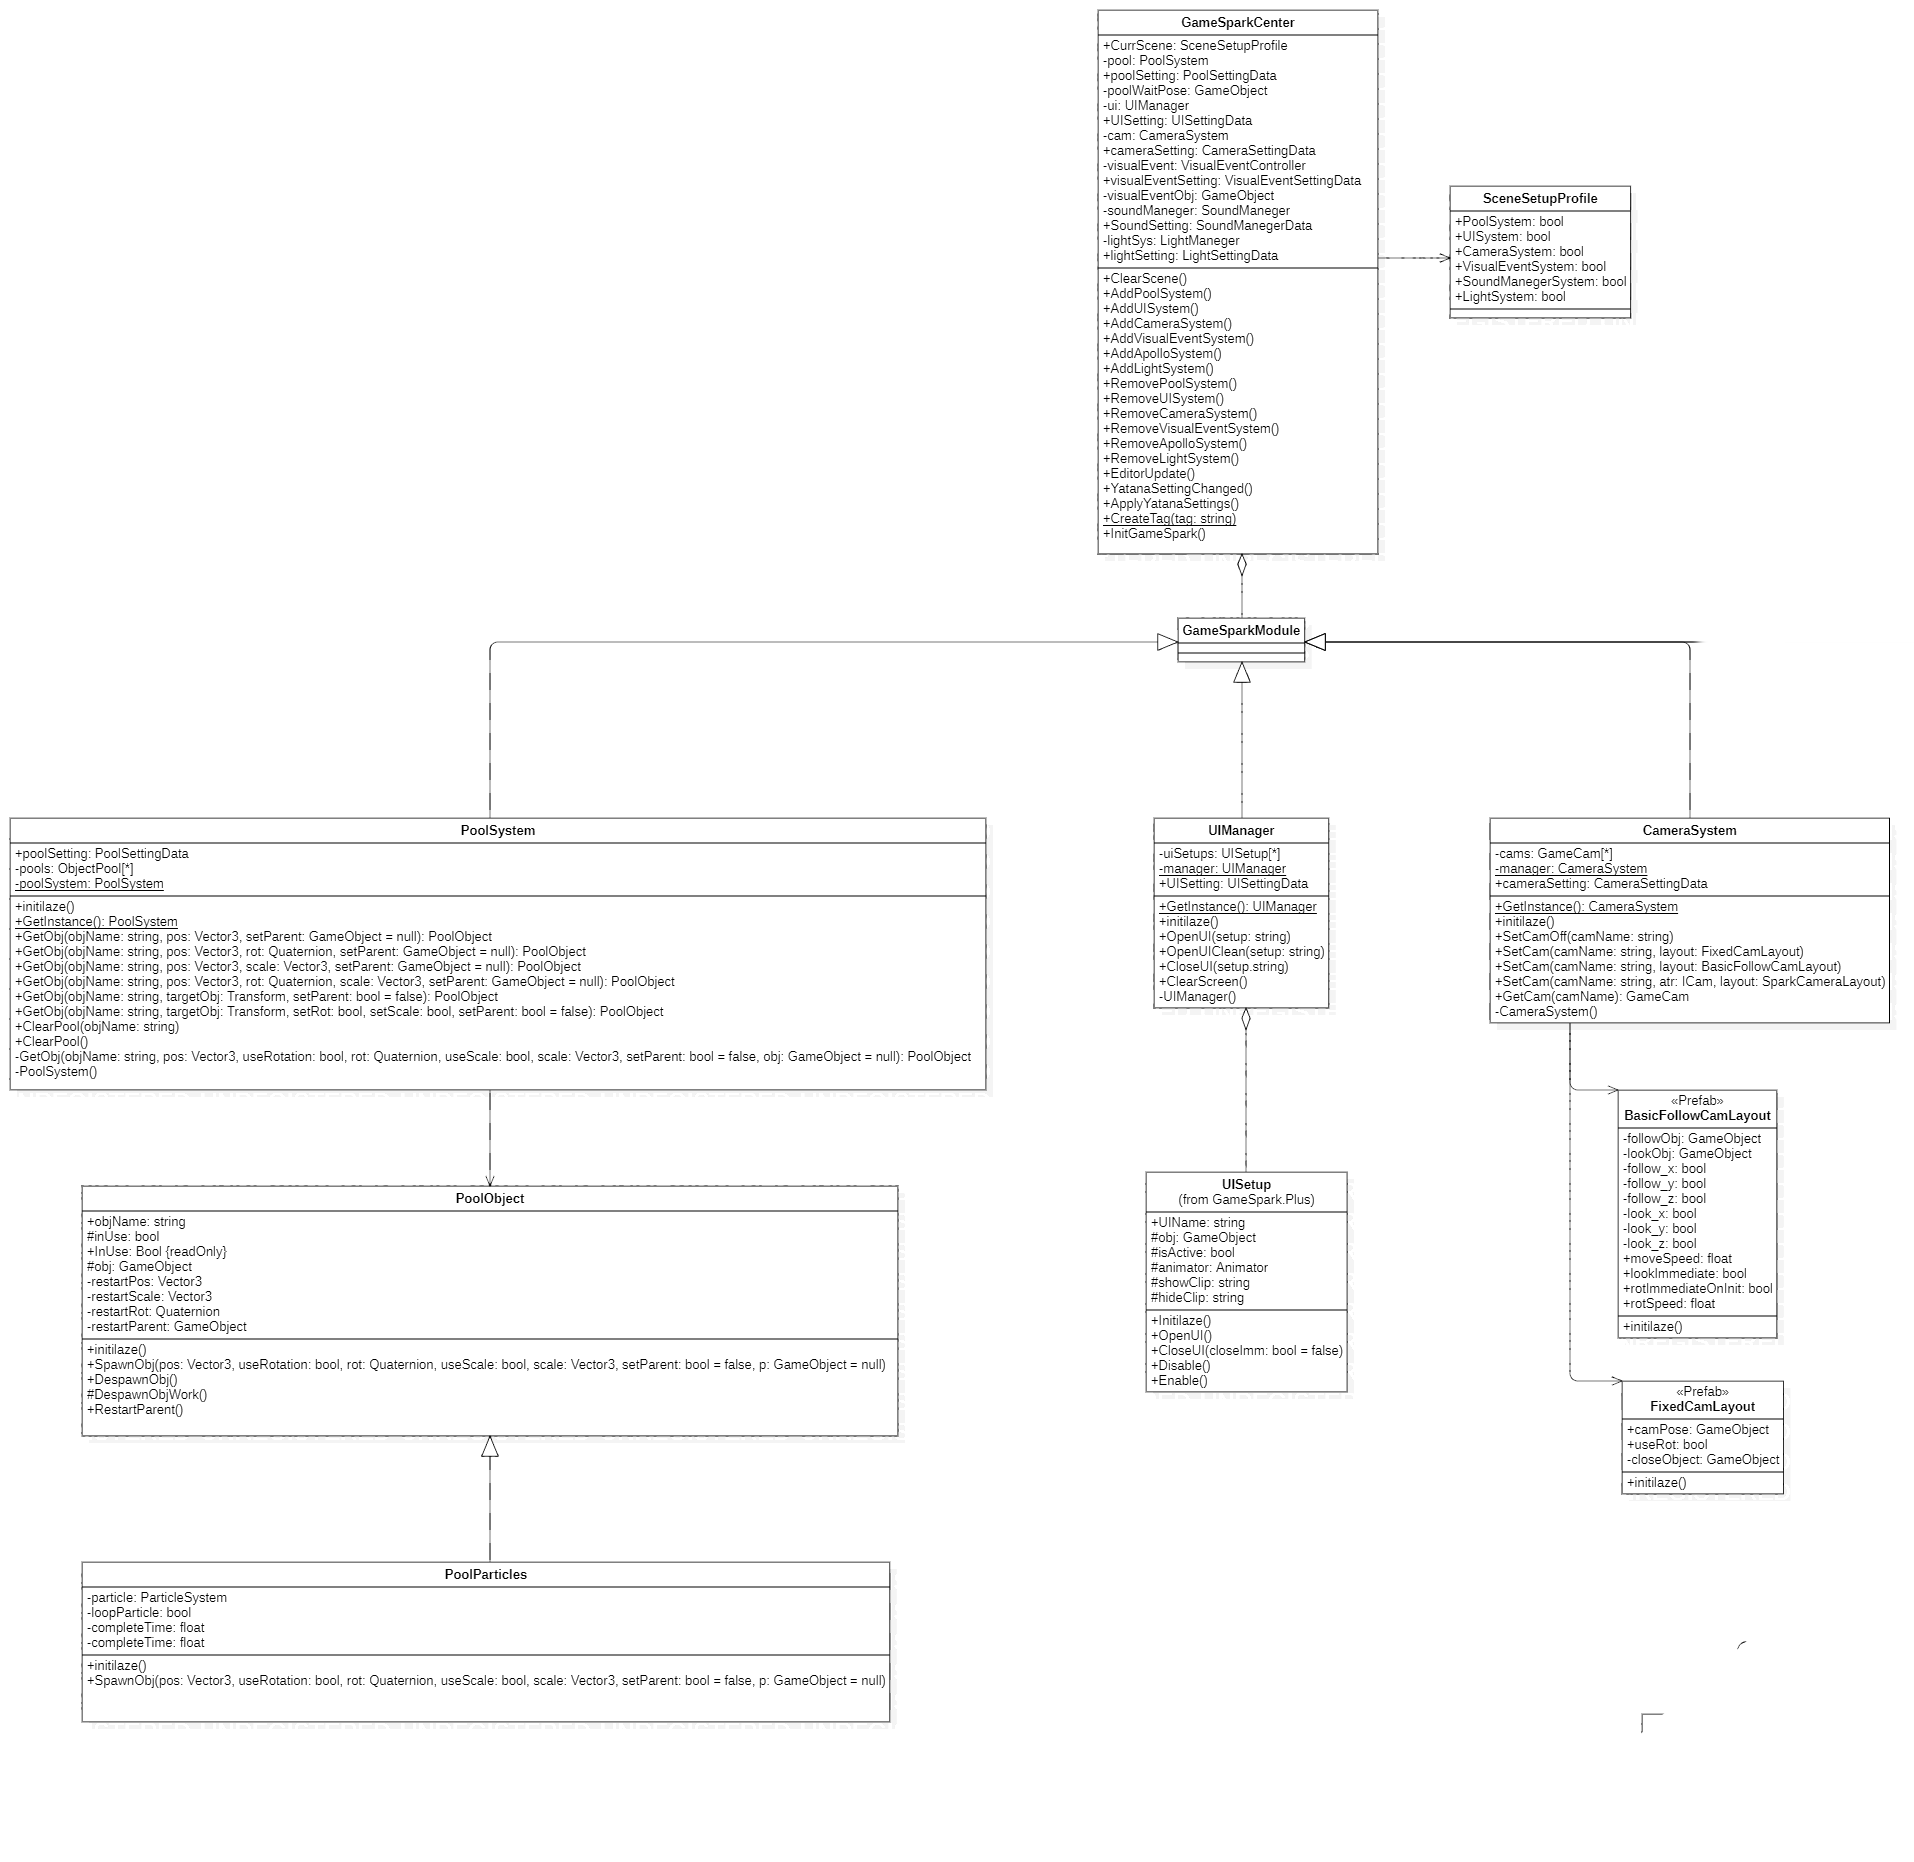 GameSparkCenter
+CurrScene: SceneSetupProfile
-pool: PoolSystem
+poolSetting: PoolSettingData
-poolWaitPose: GameObject
-ui: UIManager
+UISetting: UISettingData
-cam: CameraSystem
+cameraSetting: CameraSettingData
-visualEvent: VisualEventController
+visualEventSetting: VisualEventSettingData
-visualEventObj: GameObject
-soundManeger: SoundManeger
+SoundSetting: SoundManegerData
-lightSys: LightManeger
+lightSetting: LightSettingData
+ClearScene()
+AddPoolSystem()
+AddUISystem()
+AddCameraSystem()
+AddVisualEventSystem()
+AddApolloSystem()
+AddLightSystem()
+RemovePoolSystem()
+RemoveUISystem()
+RemoveCameraSystem()
+RemoveVisualEventSystem()
+RemoveApolloSystem()
+RemoveLightSystem()
+EditorUpdate()
+YatanaSettingChanged()
+ApplyYatanaSettings()
+CreateTag(tag: string)
+InitGameSpark()
SceneSetupProfile
+PoolSystem: bool
+UISystem: bool
+CameraSystem: bool
+VisualEventSystem: bool
+SoundManegerSystem: bool
+LightSystem: bool
GameSparkModule
PoolSystem
+poolSetting: PoolSettingData
-pools: ObjectPool[*]
-poolSystem: PoolSystem
+initilaze()
+GetInstance(): PoolSystem
+GetObj(objName: string, pos: Vector3, setParent: GameObject = null): PoolObject
+GetObj(objName: string, pos: Vector3, rot: Quaternion, setParent: GameObject = null): PoolObject
+GetObj(objName: string, pos: Vector3, scale: Vector3, setParent: GameObject = null): PoolObject
+GetObj(objName: string, pos: Vector3, rot: Quaternion, scale: Vector3, setParent: GameObject = null): PoolObject
+GetObj(objName: string, targetObj: Transform, setParent: bool = false): PoolObject
+GetObj(objName: string, targetObj: Transform, setRot: bool, setScale: bool, setParent: bool = false): PoolObject
+ClearPool(objName: string)
+ClearPool()
-GetObj(objName: string, pos: Vector3, useRotation: bool, rot: Quaternion, useScale: bool, scale: Vector3, setParent: bool = false, obj: GameObject = null): PoolObject
-PoolSystem()
UIManager
-uiSetups: UISetup[*]
-manager: UIManager
+UISetting: UISettingData
+GetInstance(): UIManager
+initilaze()
+OpenUI(setup: string)
+OpenUIClean(setup: string)
+CloseUI(setup.string)
+ClearScreen()
-UIManager()
CameraSystem
-cams: GameCam[*]
-manager: CameraSystem
+cameraSetting: CameraSettingData
+GetInstance(): CameraSystem
+initilaze()
+SetCamOff(camName: string)
+SetCam(camName: string, layout: FixedCamLayout)
+SetCam(camName: string, layout: BasicFollowCamLayout)
+SetCam(camName: string, atr: ICam, layout: SparkCameraLayout)
+GetCam(camName): GameCam
-CameraSystem()
PoolObject
+objName: string
#inUse: bool
+InUse: Bool {readOnly}
#obj: GameObject
-restartPos: Vector3
-restartScale: Vector3
-restartRot: Quaternion
-restartParent: GameObject
+initilaze()
+SpawnObj(pos: Vector3, useRotation: bool, rot: Quaternion, useScale: bool, scale: Vector3, setParent: bool = false, p: GameObject = null)
+DespawnObj()
#DespawnObjWork()
+RestartParent()
UISetup
(from GameSpark.Plus)
+UIName: string
#obj: GameObject
#isActive: bool
#animator: Animator
#showClip: string
#hideClip: string
+Initilaze()
+OpenUI()
+CloseUI(closeImm: bool = false)
+Disable()
+Enable()
«Prefab»
BasicFollowCamLayout
-followObj: GameObject
-lookObj: GameObject
-follow_x: bool
-follow_y: bool
-follow_z: bool
-look_x: bool
-look_y: bool
-look_z: bool
+moveSpeed: float
+lookImmediate: bool
+rotImmediateOnInit: bool
+rotSpeed: float
+initilaze()
«Prefab»
FixedCamLayout
+camPose: GameObject
+useRot: bool
-closeObject: GameObject
+initilaze()
PoolParticles
-particle: ParticleSystem
-loopParticle: bool
-completeTime: float
-completeTime: float
+initilaze()
+SpawnObj(pos: Vector3, useRotation: bool, rot: Quaternion, useScale: bool, scale: Vector3, setParent: bool = false, p: GameObject = null)